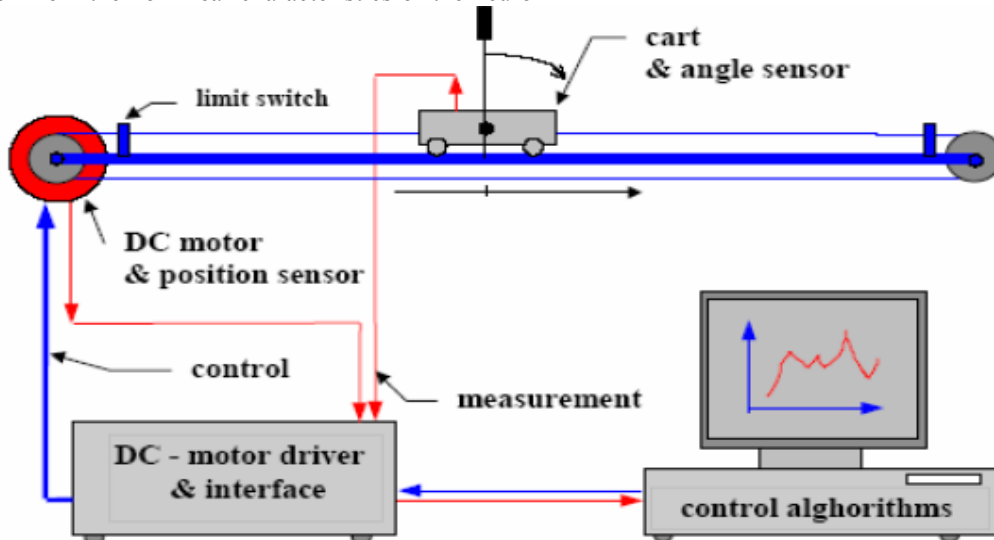 cart
& angle sensor
limit switch
DC motor
& position sensor
control
measurement
DC - motor driver
& interface
control alghorithms